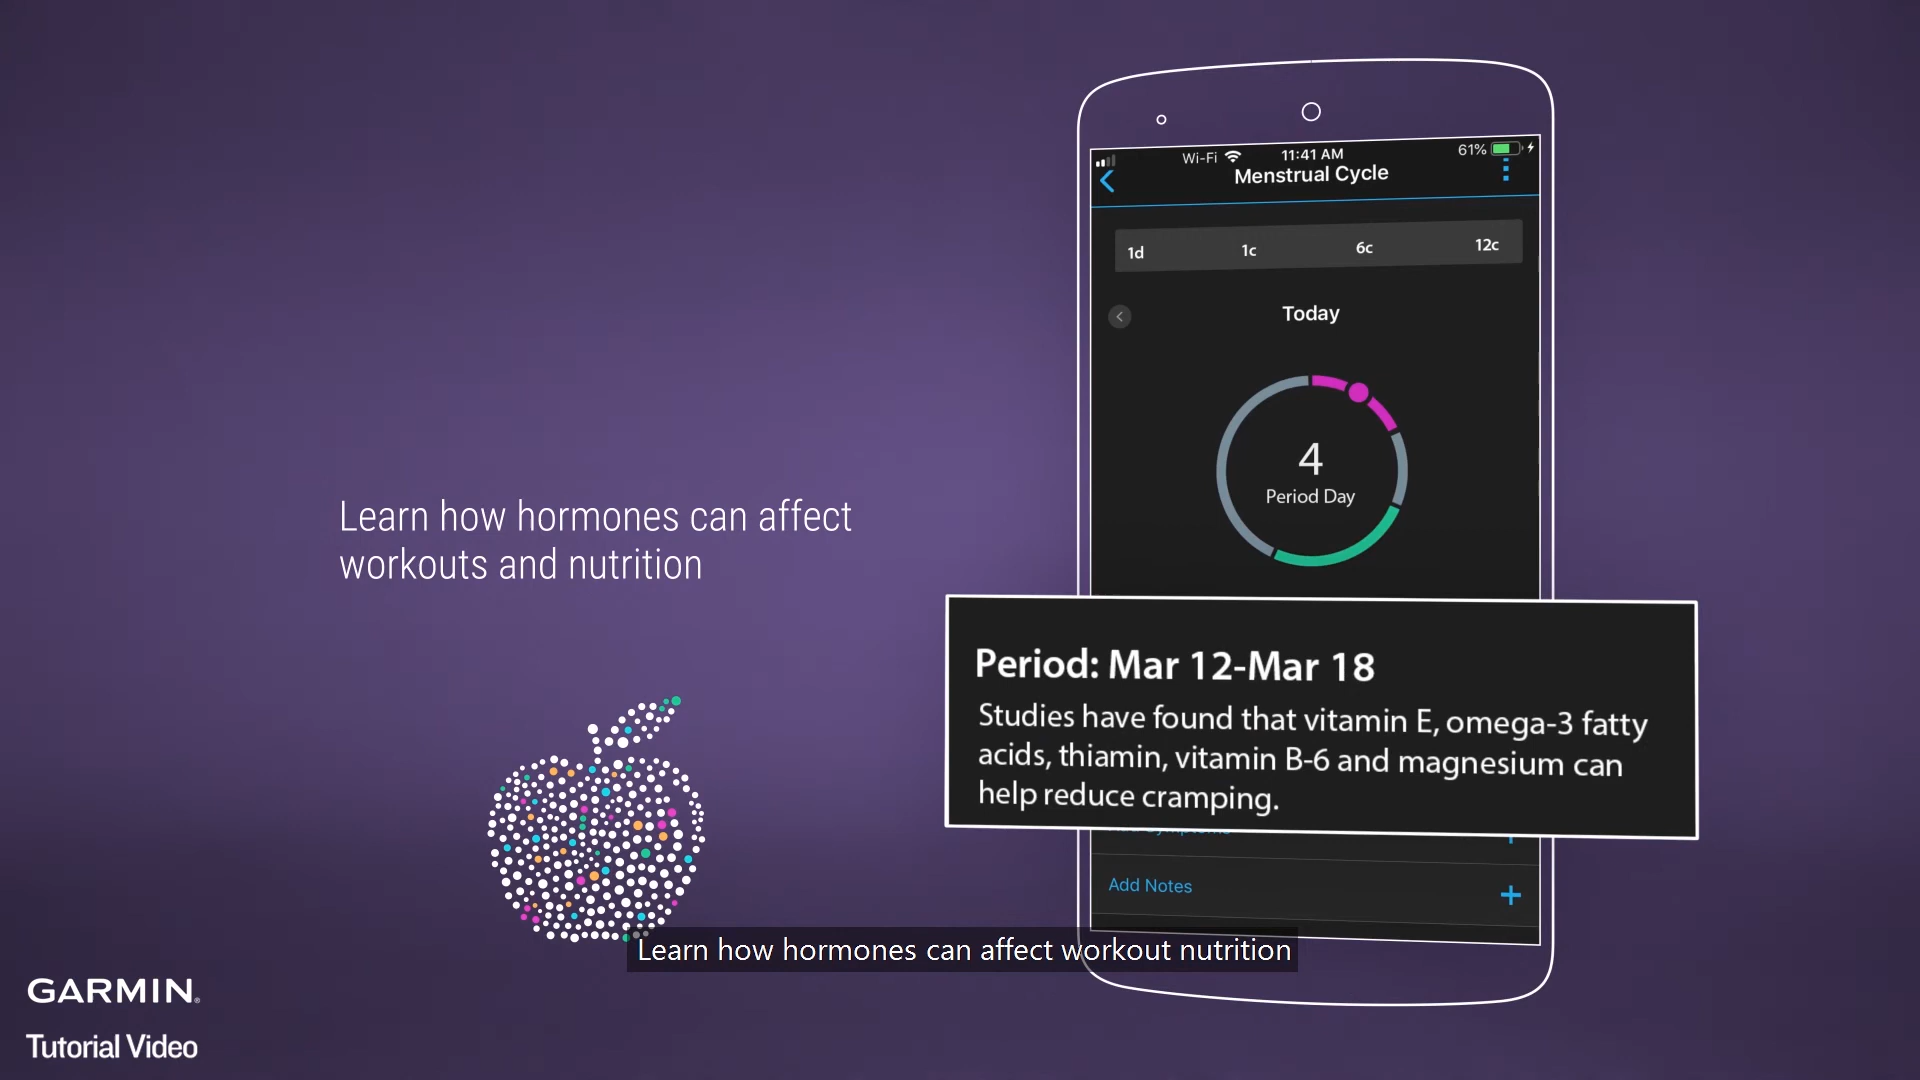 Wi-Fi 11:41 AM 61%
Menstrual Cycle
1d 1c 6c 12c
Today
4
Period Day
Learn how hormones can affect
workouts and nutrition
Period: Mar 12-Mar 18
Studies have found that vitamin E, omega-3 fatty
acids, thiamin, vitamin B-6 and magnesium can
help reduce cramping.
Add Notes
Learn how hormones can affect workout nutrition
GARMIN
Tutorial Video